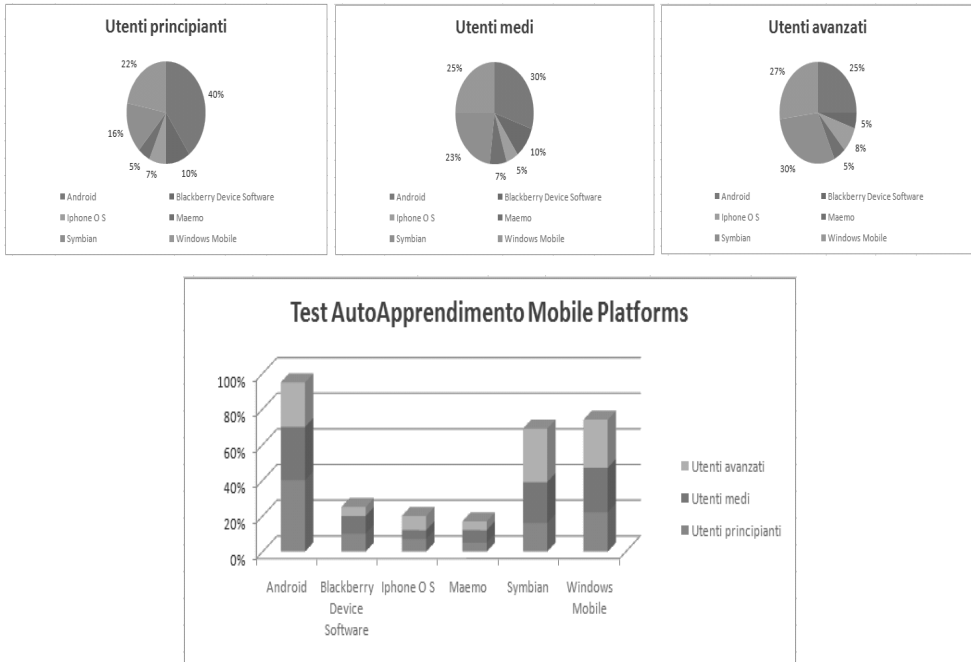 Utenti principianti
22%
40%
16%
5%
7%
10%
Android
Blackberry Device Software
Iphone O S
Maemo
Symbian
Windows Mobile
Utenti medi
25%
30%
23%
10%
7%
5%
Android
Blackberry Device Software
Iphone O S
Maemo
Symbian
Windows Mobile
Utenti avanzati
27%
25%
5%
8%
30%
5%
Android
Blackberry Device Software
Iphone O S
Maemo
Symbian
Windows Mobile
Test AutoApprendimento Mobile Platforms
100%
80%
60%
40%
20%
0%
Android
Blackberry
Device
Software
Iphone O S
Maemo
Symbian
Windows
Mobile
Utenti avanzati
Utenti medi
Utenti principianti